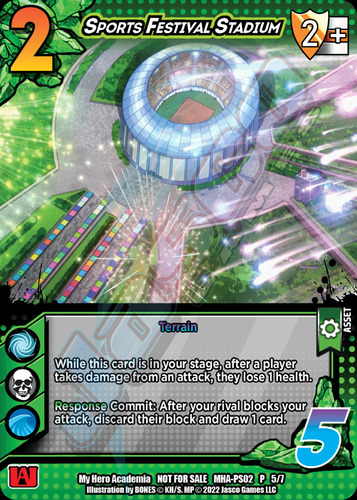 2
SPORTS FESTIVAL STADIUM
2 +
Terrain
While this card is in your stage, after a player
takes damage from an attack, they lose 1 health.
Response Commit: After your rival blocks your
attack, discard their block and draw 1 card.
ASSET
5
My Hero Academia NOT FOR SALE MHA-PS02 P 5/7
Illustration by BONES © KH/S. MP © 2022 Jasco Games LLC